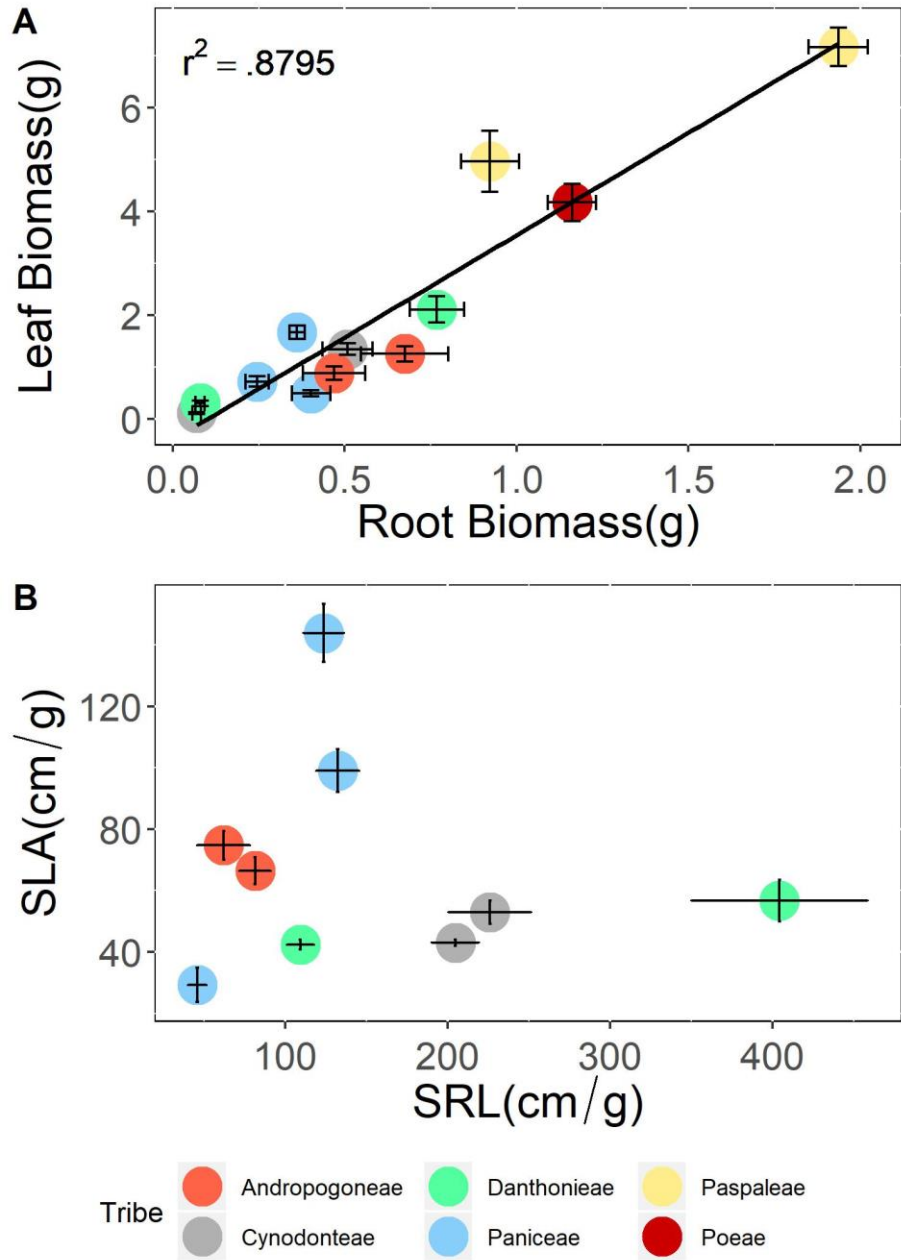 A
r² = .8795
Leaf Biomass(g)
6
4
2
0
0.0 0.5 1.0 1.5 2.0
Root Biomass(g)
B
SLA(cm/g)
120
80
40
100 200 300 400
SRL(cm/g)
Tribe
Andropogoneae Danthonieae Paspaleae
Cynodonteae Paniceae Poeae